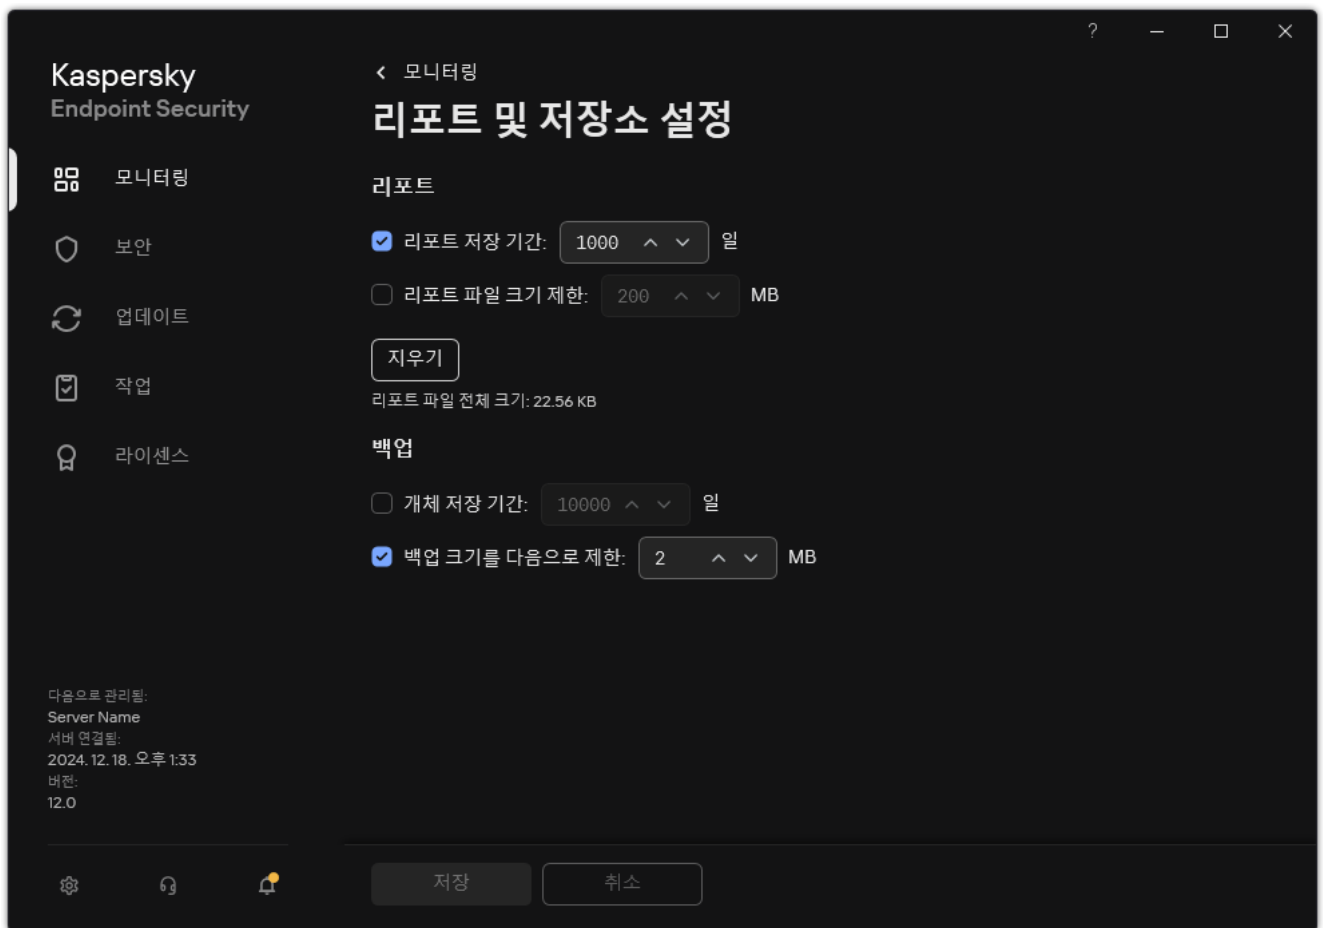 ?
Kaspersky
Endpoint Security
모니터링
보안
업데이트
작업
라이센스
다음으로 관리됨:
Server Name
서버 연결됨:
2024. 12. 18. 오후 1:33
버전:
12.0
모니터링
리포트 및 저장소 설정
리포트
리포트 저장 기간: 1000 일
리포트 파일 크기 제한: 200 MB
지우기
리포트 파일 전체 크기: 22.56 KB
백업
개체 저장 기간: 10000 일
백업 크기를 다음으로 제한: 2 MB
저장 취소